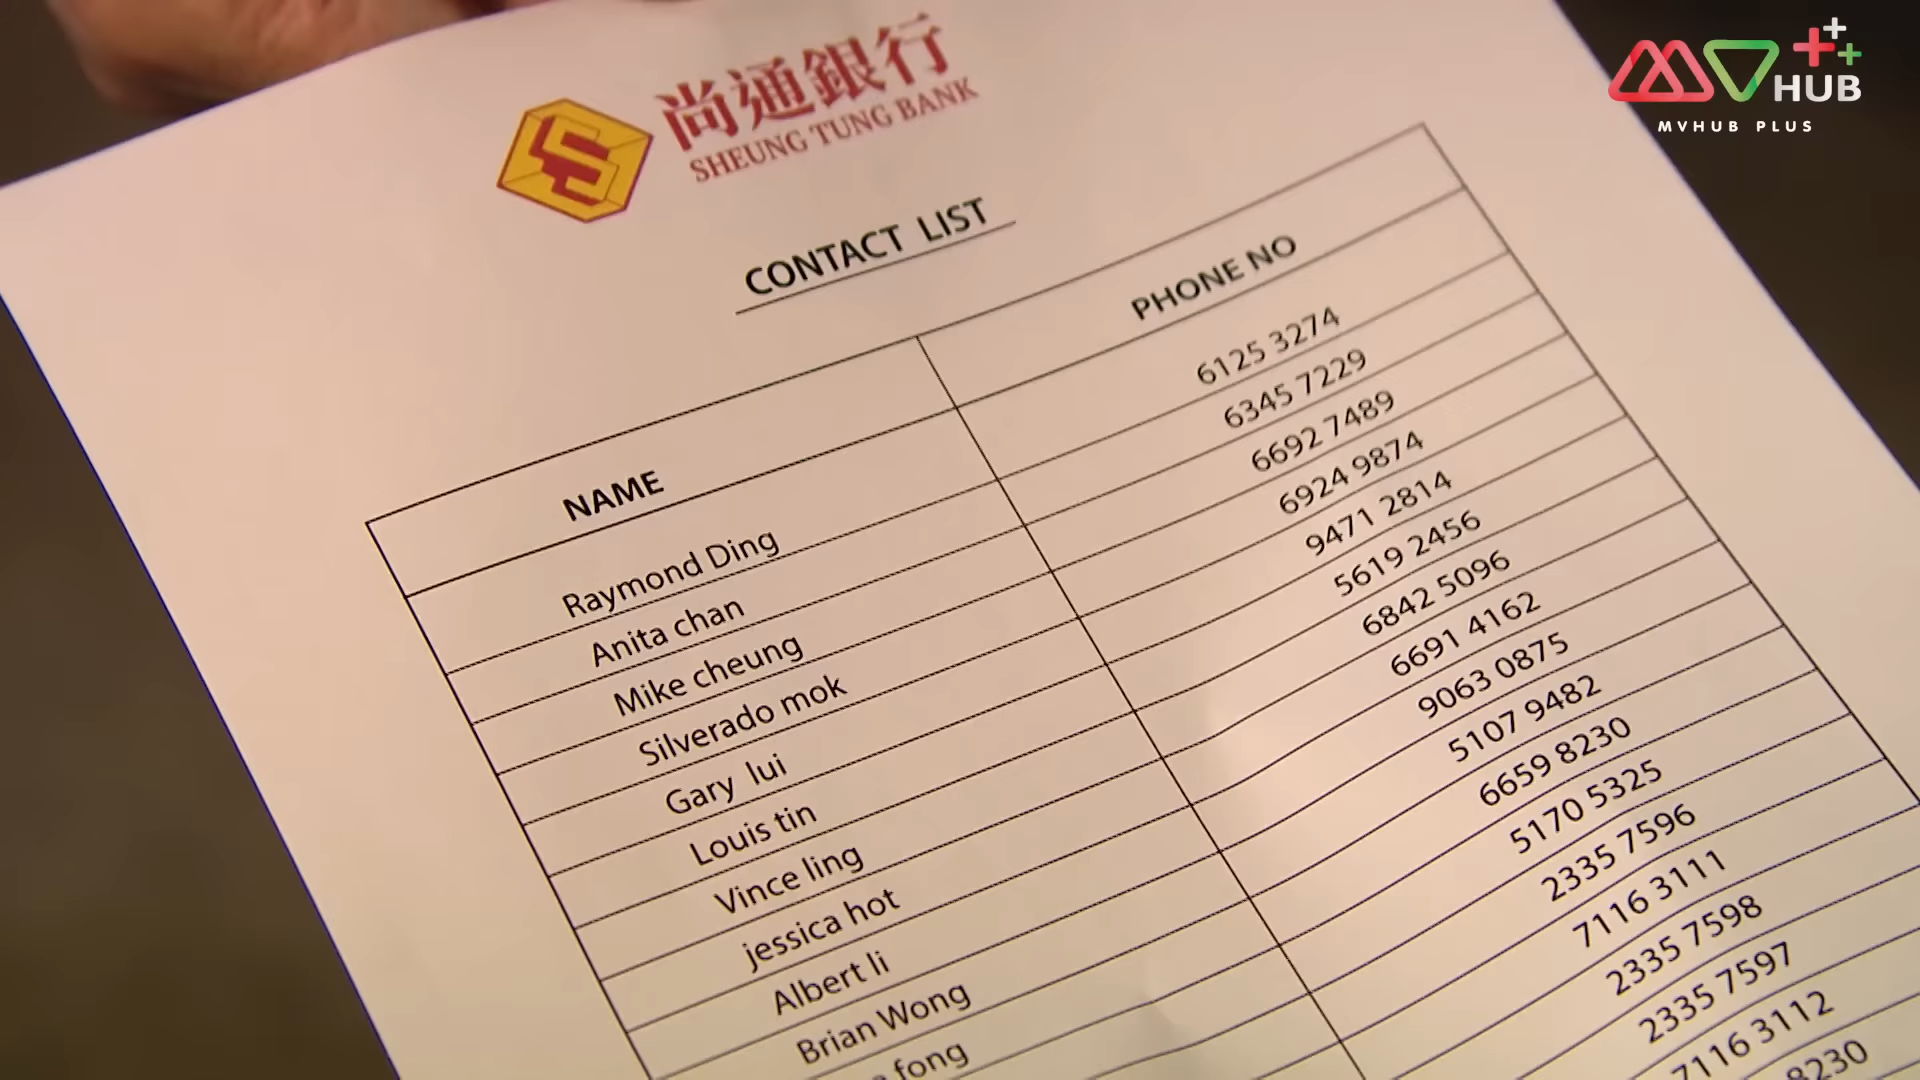 尚通銀行
SHEUNG TUNG BANK
CONTACT LIST
NAME PHONE NO
Raymond Ding 6125 3274
Anita chan 6345 7229
Mike cheung 6692 7489
Silverado mok 6924 9874
Gary lui 9471 2814
Louis tin 5619 2456
Vince ling 6842 5096
jessica hot 6691 4162
Albert li 9063 0875
Brian Wong 5107 9482
fong 6659 8230
5170 5325
2335 7596
7116 3111
2335 7598
2335 7597
7116 3112
8230
MVHUB
MVHUB PLUS